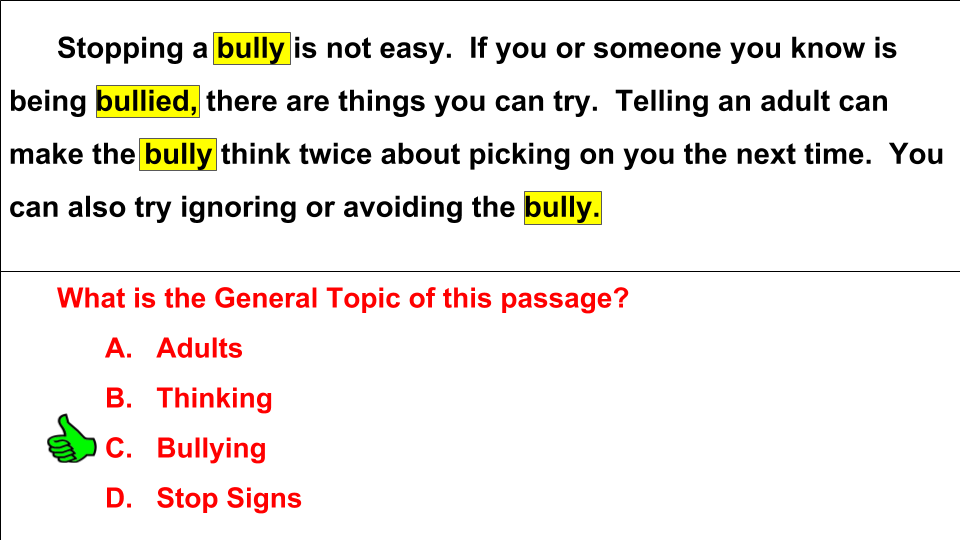 Stopping a bully is not easy.  If you or someone you know is
being bullied, there are things you can try.  Telling an adult can
make the bully think twice about picking on you the next time.  You
can also try ignoring or avoiding the bully.
What is the General Topic of this passage?
A. Adults
B. Thinking
C. Bullying
D. Stop Signs